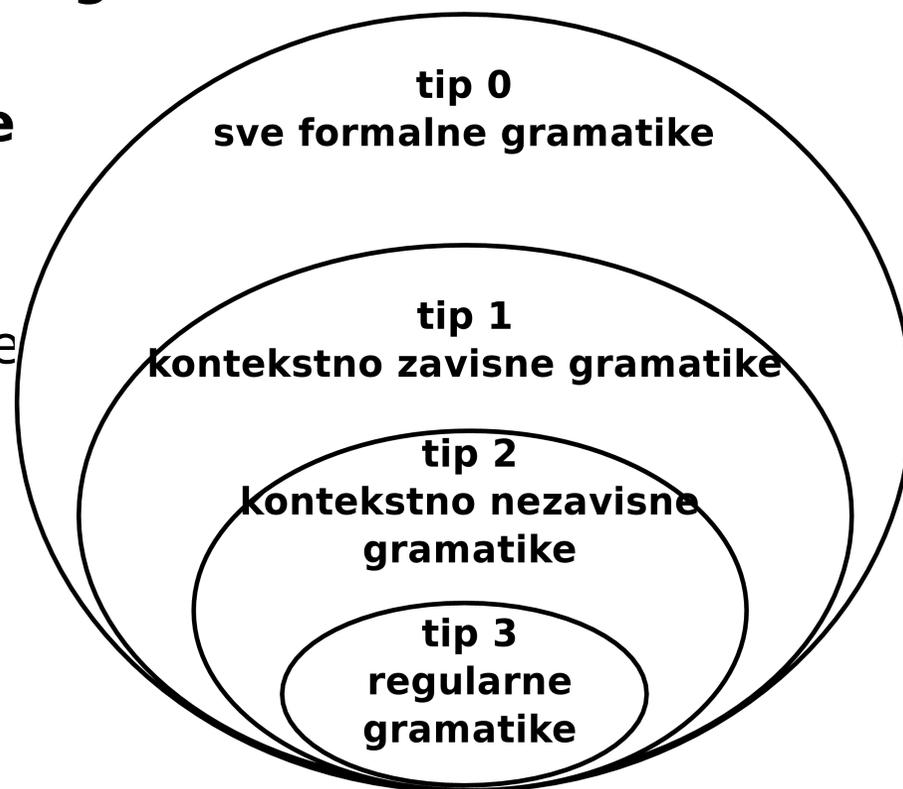 tip 0
sve formalne gramatike
tip 1
kontekstno zavisne gramatike
tip 2
kontekstno nezavisne
gramatike
tip 3
regularne
gramatike